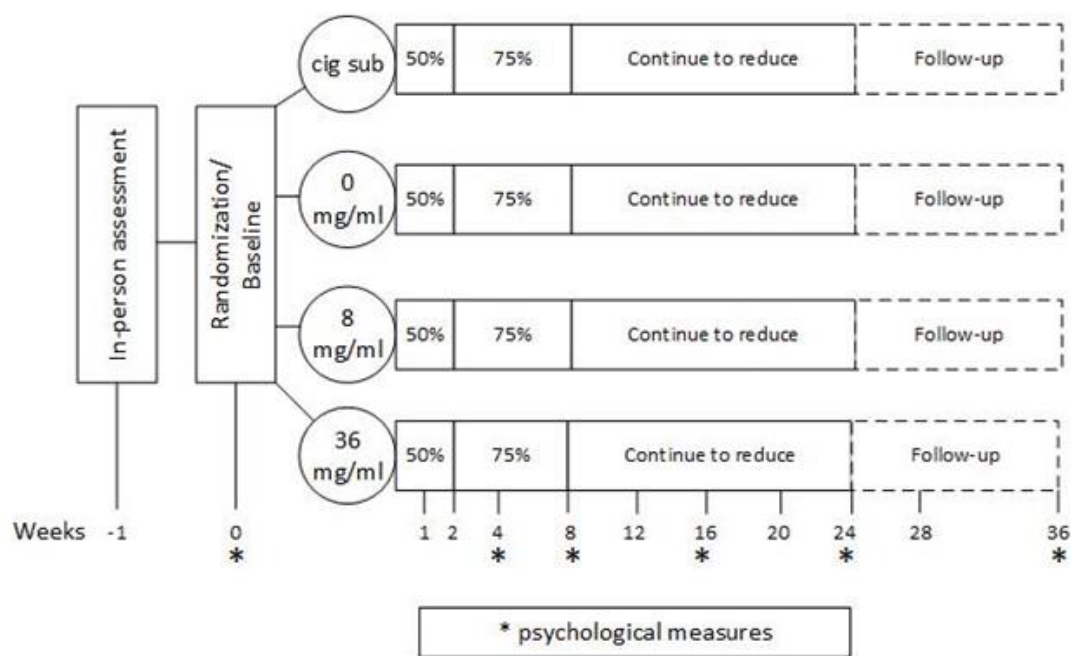 In-person assessment
Randomization/
Baseline
cig sub
50%
75%
Continue to reduce
Follow-up
0
mg/ml
50%
75%
Continue to reduce
Follow-up
8
mg/ml
50%
75%
Continue to reduce
Follow-up
36
mg/ml
50%
75%
Continue to reduce
Follow-up
Weeks -1 0 1 2 4 8 12 16 20 24 28 36
* * * * * *
* psychological measures